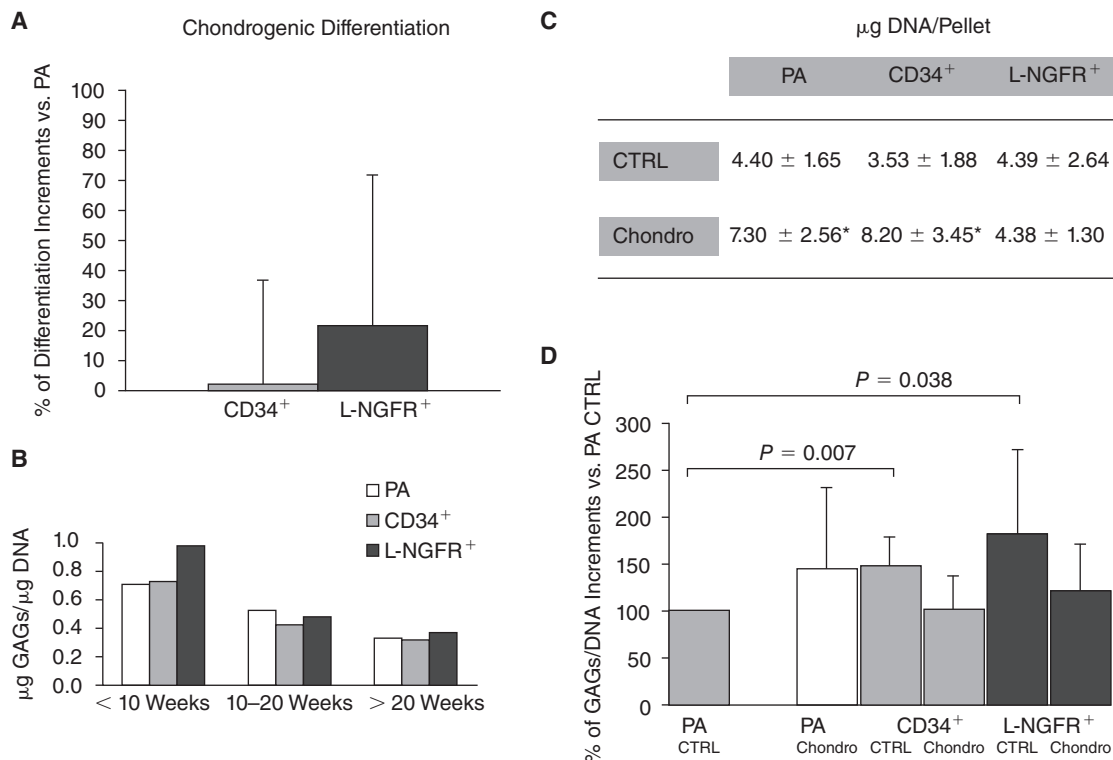 A
Chondrogenic Differentiation
% of Differentiation Increments vs. PA
100
90
80
70
60
50
40
30
20
10
0
CD34+
L-NGFR+
B
PA
CD34+
L-NGFR+
µg GAGs/µg DNA
1.0
0.8
0.6
0.4
0.2
0.0
< 10 Weeks
10–20 Weeks
> 20 Weeks
C
µg DNA/Pellet
PA CD34+ L-NGFR+
CTRL 4.40 ± 1.65 3.53 ± 1.88 4.39 ± 2.64
Chondro 7.30 ± 2.56* 8.20 ± 3.45* 4.38 ± 1.30
D
% of GAGs/DNA Increments vs. PA CTRL
P = 0.038
P = 0.007
300
250
200
150
100
50
0
PA PA CD34+ L-NGFR+
CTRL Chondro CTRL Chondro CTRL Chondro